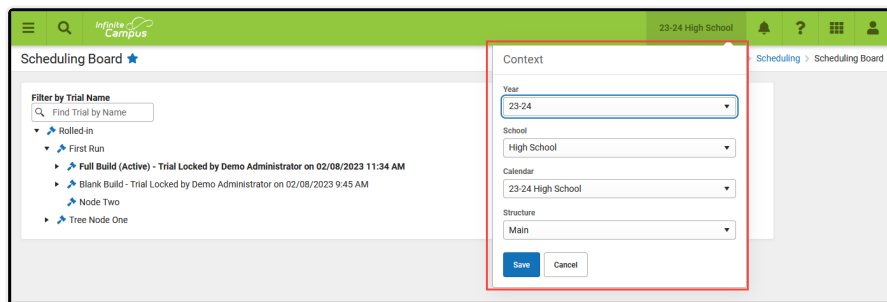 Infinite Campus
23-24 High School
?
Scheduling Board
Scheduling > Scheduling Board
Filter by Trial Name
Find Trial by Name
Rolled-in
First Run
Full Build (Active) - Trial Locked by Demo Administrator on 02/08/2023 11:34 AM
Blank Build - Trial Locked by Demo Administrator on 02/08/2023 9:45 AM
Node Two
Tree Node One
Context
Year
23-24
School
High School
Calendar
23-24 High School
Structure
Main
Save Cancel